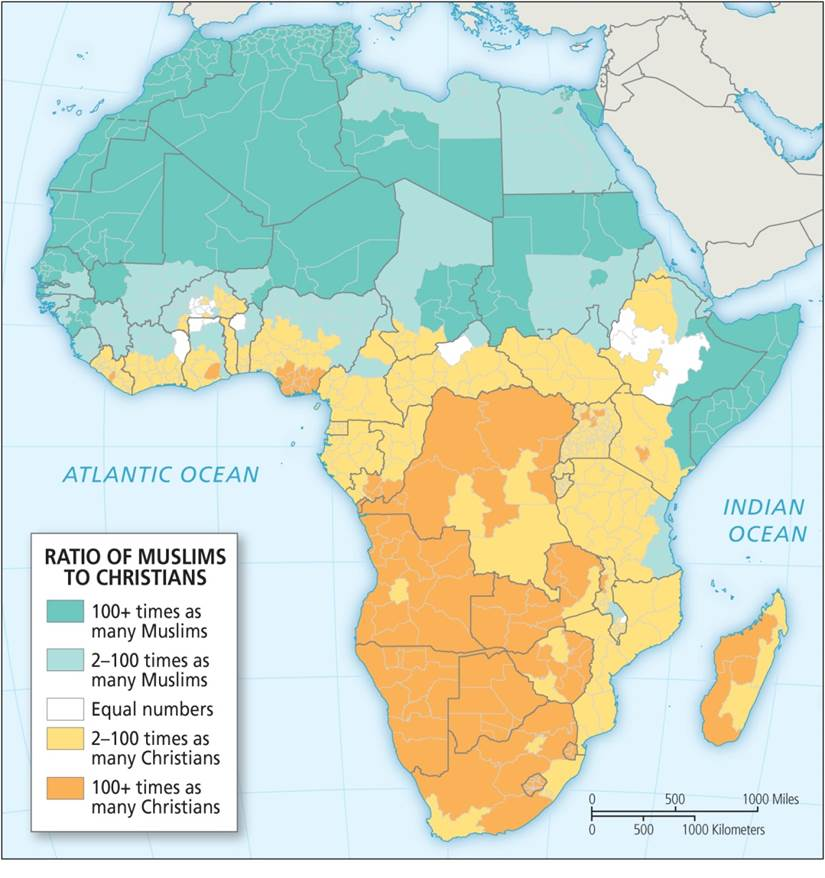 ATLANTIC OCEAN
INDIAN
OCEAN
RATIO OF MUSLIMS
TO CHRISTIANS
100+ times as
many Muslims
2–100 times as
many Muslims
Equal numbers
2–100 times as
many Christians
100+ times as
many Christians
0 500 1000 Miles
0 500 1000 Kilometers